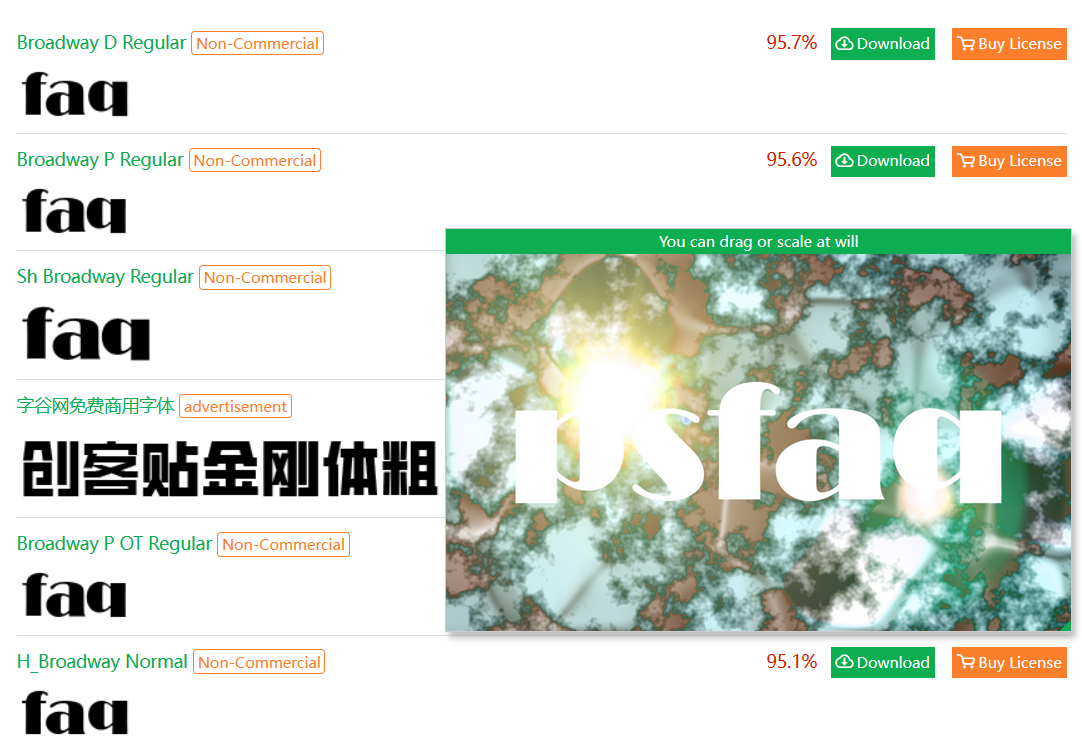 Broadway D Regular Non-Commercial 95.7% Download Buy License
faq
Broadway P Regular Non-Commercial 95.6% Download Buy License
faq
You can drag or scale at will
Sh Broadway Regular Non-Commercial
faq
psfaq
字谷网免费商用字体 advertisement
创客贴金刚体粗
Broadway P OT Regular Non-Commercial
faq
H_Broadway Normal Non-Commercial 95.1% Download Buy License
faq